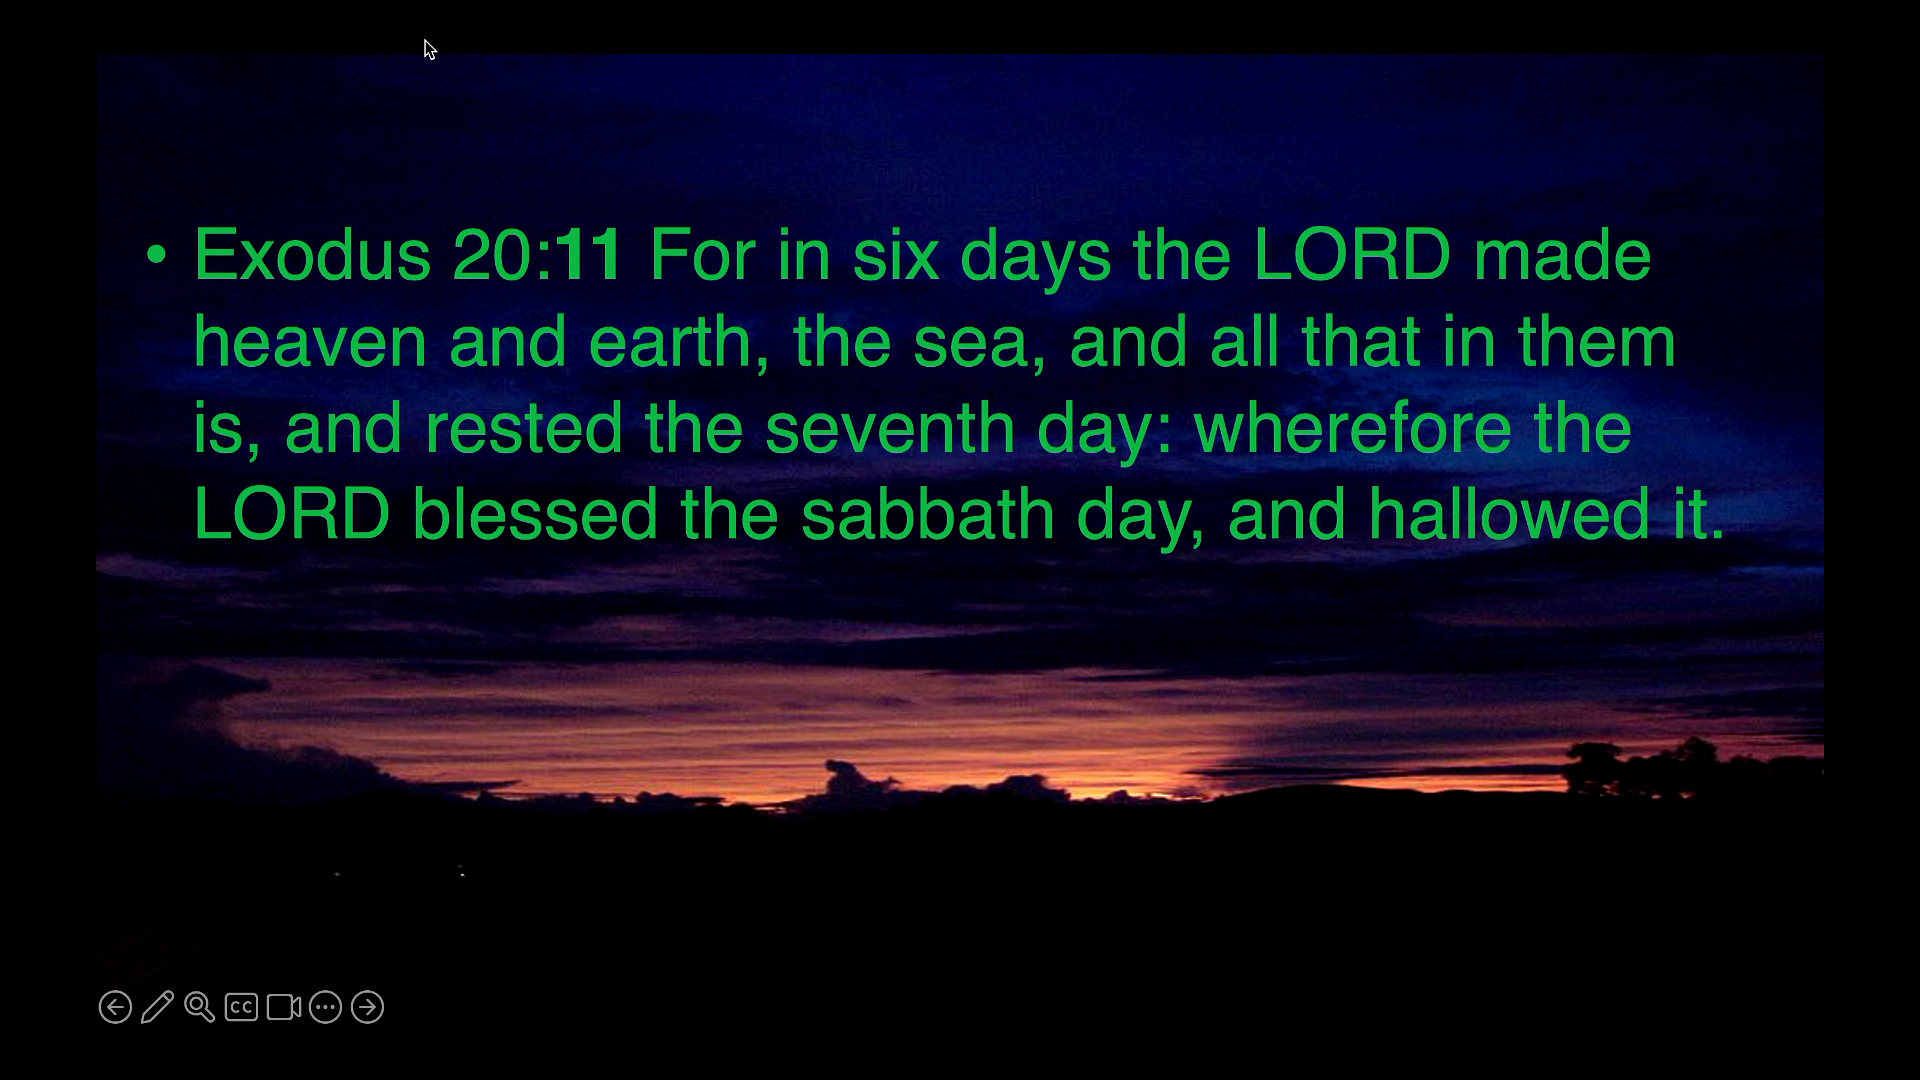 • Exodus 20:11 For in six days the LORD made
heaven and earth, the sea, and all that in them
is, and rested the seventh day: wherefore the
LORD blessed the sabbath day, and hallowed it.
CC